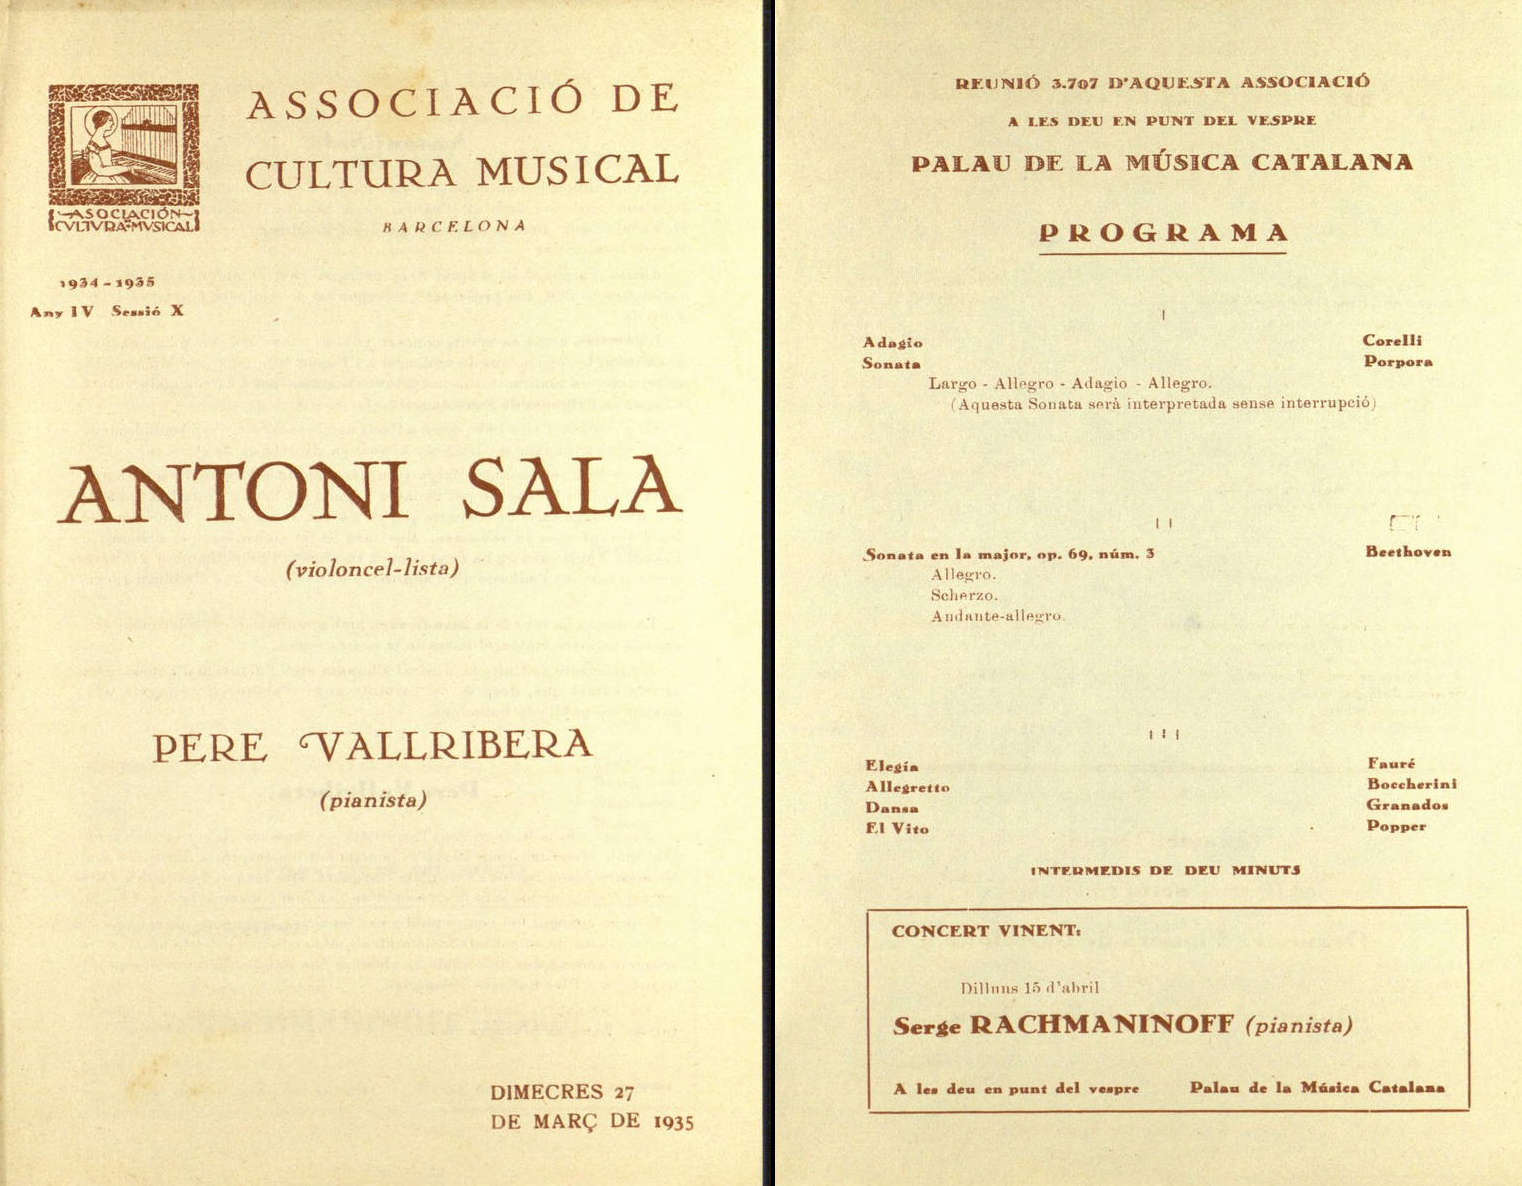 ASSOCIACIÓ DE
CULTURA MUSICAL
BARCELONA
ASOCIACIÓN
CVLTVRA MVSICAL
1934-1935
Any IV Sessió X
ANTONI SALA
(violoncel-lista)
PERE VALLRIBERA
(pianista)
DIMECRES 27
DE MARÇ DE 1935
REUNIÓ 3.707 D'AQUESTA ASSOCIACIÓ
A LES DEU EN PUNT DEL VESPRE
PALAU DE LA MÚSICA CATALANA
PROGRAMA
I
Adagio Corelli
Sonata Porpora
Largo - Allegro - Adagio - Allegro.
(Aquesta Sonata serà interpretada sense interrupció)
II
Sonata en la major, op. 69, núm. 3 Beethoven
Allegro.
Scherzo.
Andante-allegro.
III
Elegía Fauré
Allegretto Boccherini
Dansa Granados
El Vito Popper
INTERMEDIS DE DEU MINUTS
CONCERT VINENT:
Dilluns 15 d'abril
Serge RACHMANINOFF (pianista)
A les deu en punt del vespre Palau de la Música Catalana